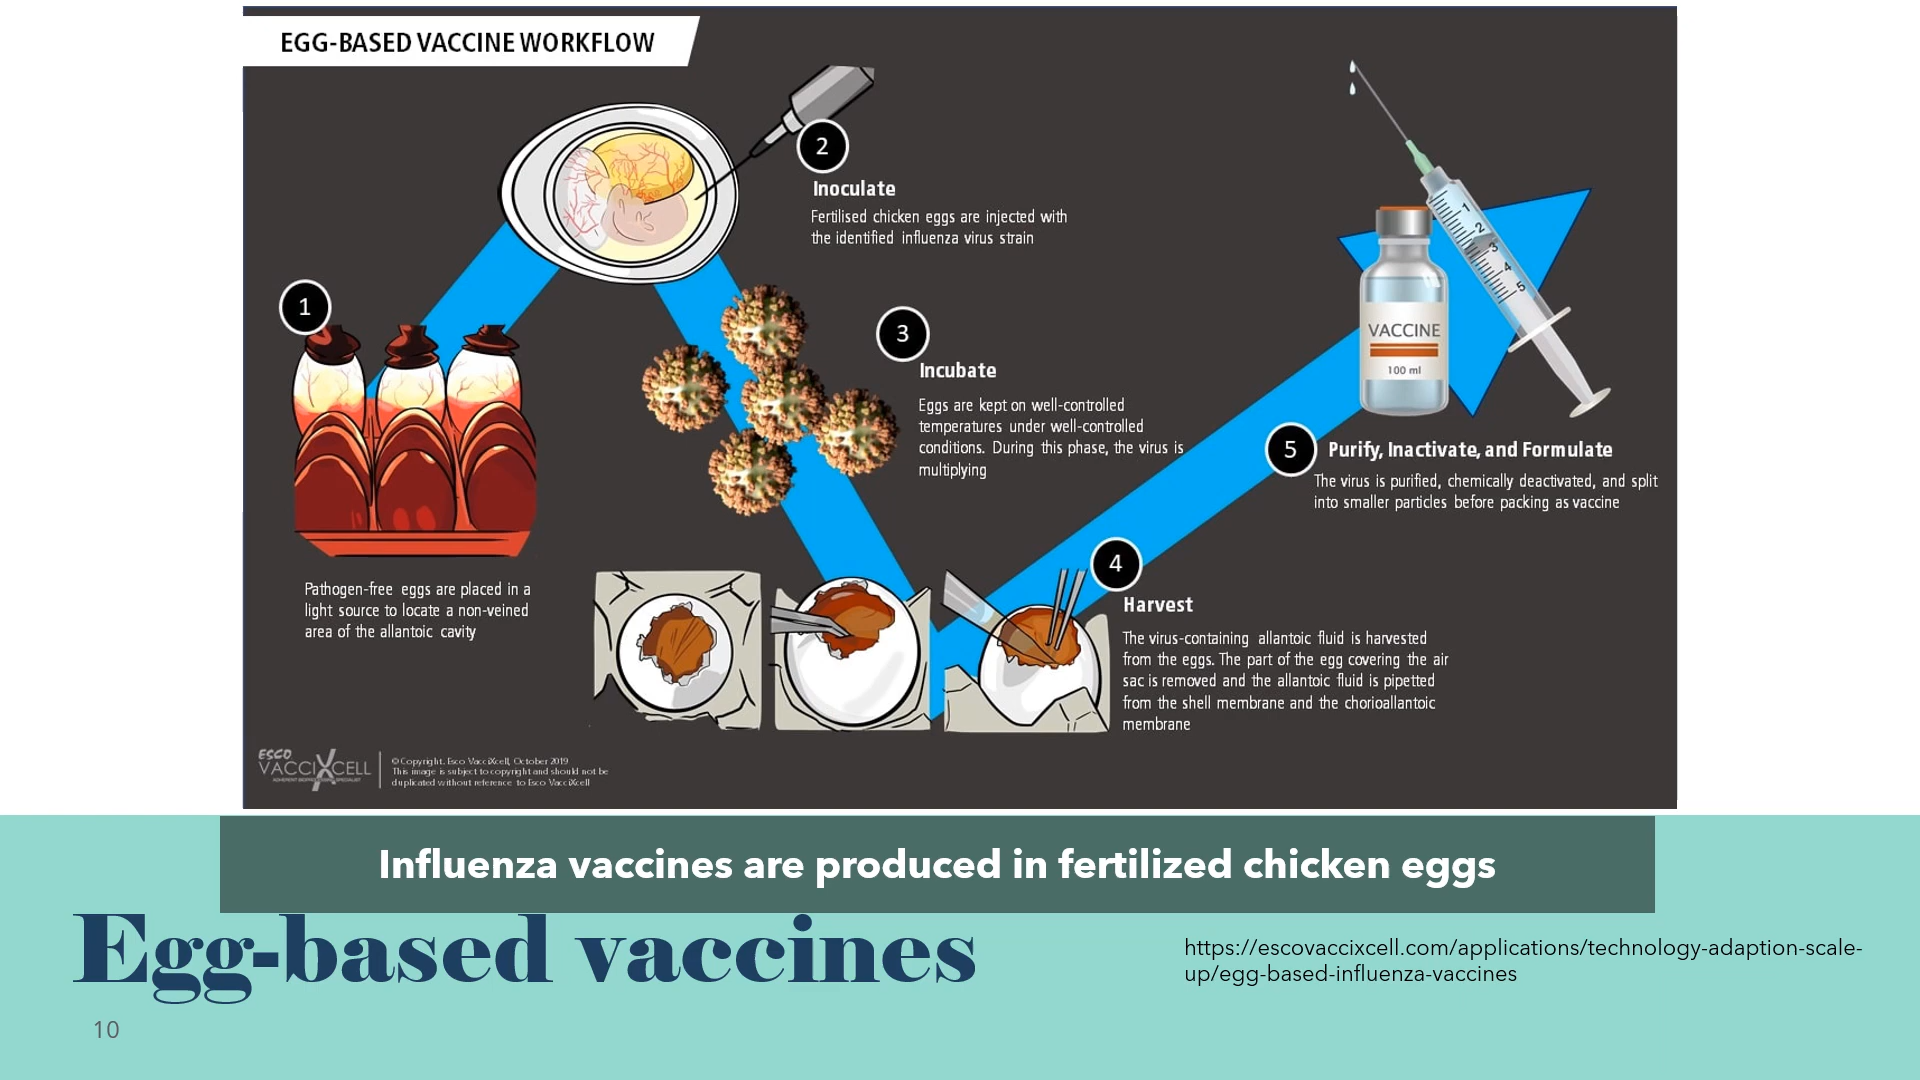 EGG-BASED VACCINE WORKFLOW
1
Pathogen-free eggs are placed in a
light source to locate a non-veined
area of the allantoic cavity
2
Inoculate
Fertilised chicken eggs are injected with
the identified influenza virus strain
3
Incubate
Eggs are kept on well-controlled
temperatures under well-controlled
conditions. During this phase, the virus is
multiplying
4
Harvest
The virus-containing allantoic fluid is harvested
from the eggs. The part of the egg covering the air
sac is removed and the allantoic fluid is pipetted
from the shell membrane and the chorioallantoic
membrane
5
Purify, Inactivate, and Formulate
The virus is purified, chemically deactivated, and split
into smaller particles before packing as vaccine
1
2
3
4
5
VACCINE
100 ml
ESCO
VACCIXCELL
© Copyright. Esco VacciXcell, October 2019
This image is subject to copyright and should not be
duplicated without reference to Esco VacciXcell
Influenza vaccines are produced in fertilized chicken eggs
Egg-based vaccines
https://escovaccixcell.com/applications/technology-adaption-scale-
up/egg-based-influenza-vaccines
10